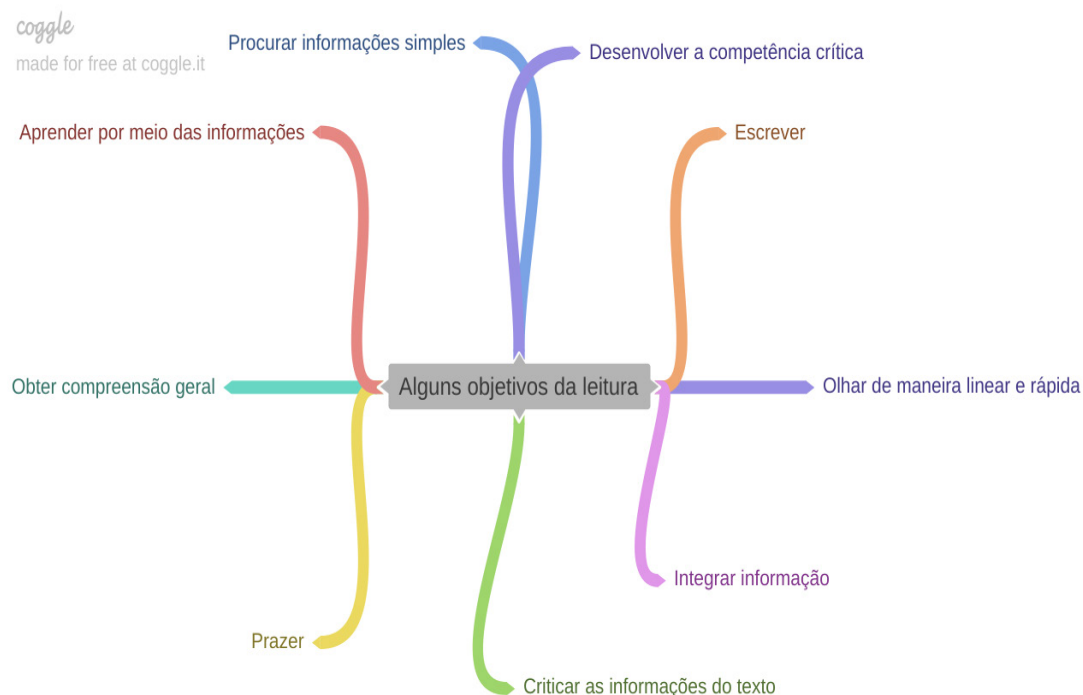 coggle
made for free at coggle.it
Procurar informações simples
Desenvolver a competência crítica
Aprender por meio das informações
Escrever
Obter compreensão geral
Alguns objetivos da leitura
Olhar de maneira linear e rápida
Integrar informação
Prazer
Criticar as informações do texto